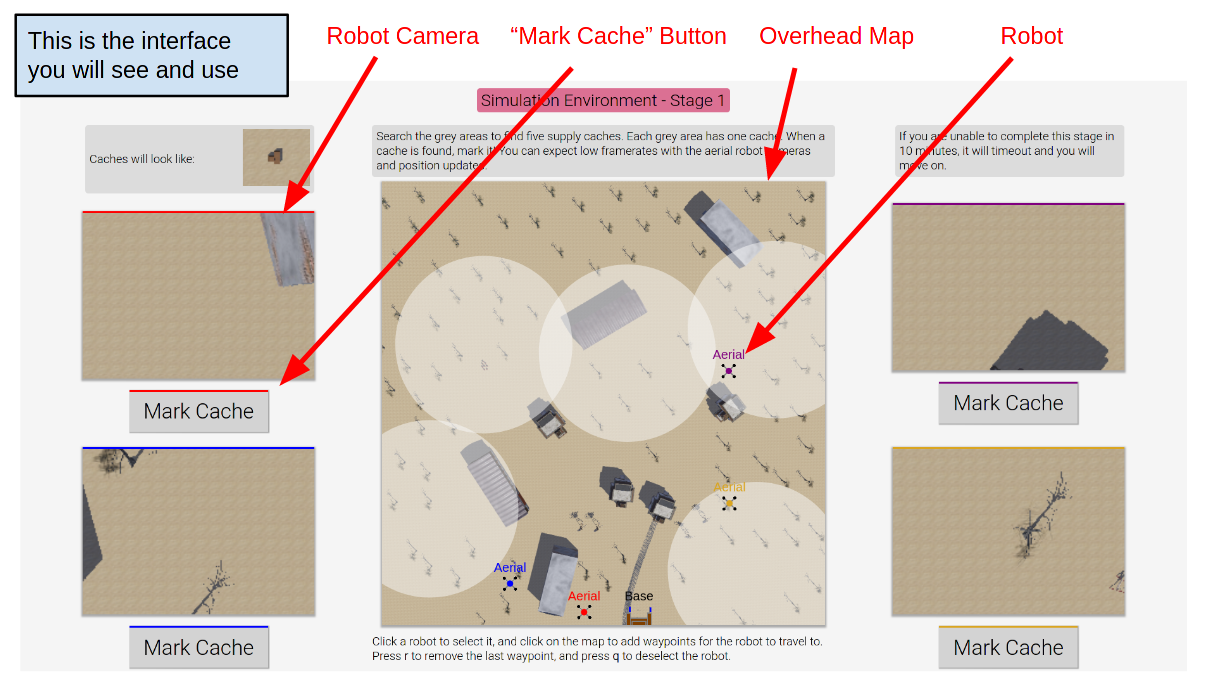 This is the interface
you will see and use
Robot Camera
“Mark Cache” Button
Overhead Map
Robot
Simulation Environment - Stage 1
Caches will look like:
Search the grey areas to find five supply caches. Each grey area has one cache. When a
cache is found, mark it! You can expect low framerates with the aerial robot cameras
and position updates.
If you are unable to complete this stage in
10 minutes, it will timeout and you will
move on.
Aerial
Mark Cache
Mark Cache
Aerial
Aerial
Aerial
Base
Mark Cache
Mark Cache
Click a robot to select it, and click on the map to add waypoints for the robot to travel to.
Press r to remove the last waypoint, and press q to deselect the robot.